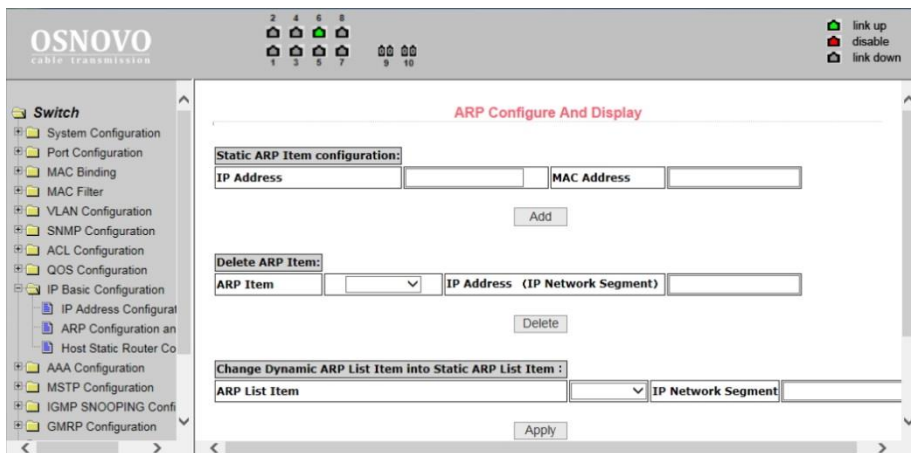 OSNOVO
cable transmission
2 4 6 8
1 3 5 7 9 10
link up
disable
link down
Switch
System Configuration
Port Configuration
MAC Binding
MAC Filter
VLAN Configuration
SNMP Configuration
ACL Configuration
QOS Configuration
IP Basic Configuration
IP Address Configurat
ARP Configuration an
Host Static Router Co
AAA Configuration
MSTP Configuration
IGMP SNOOPING Confi
GMRP Configuration
ARP Configure And Display
Static ARP Item configuration:
IP Address MAC Address
Add
Delete ARP Item:
ARP Item IP Address (IP Network Segment)
Delete
Change Dynamic ARP List Item into Static ARP List Item :
ARP List Item IP Network Segment
Apply